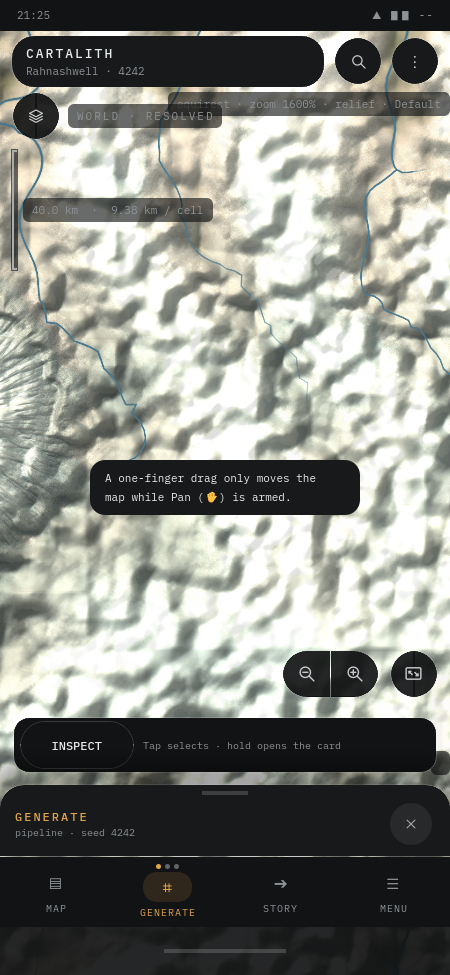 21:25
--
CARTALITH
Rahnashwell · 4242
· zoom 1600% · relief · Default
WORLD · RESOLVED
40.0 km · 9.38 km / cell
A one-finger drag only moves the
map while Pan (✋) is armed.
INSPECT
Tap selects · hold opens the card
GENERATE
pipeline · seed 4242
MAP
GENERATE
STORY
MENU